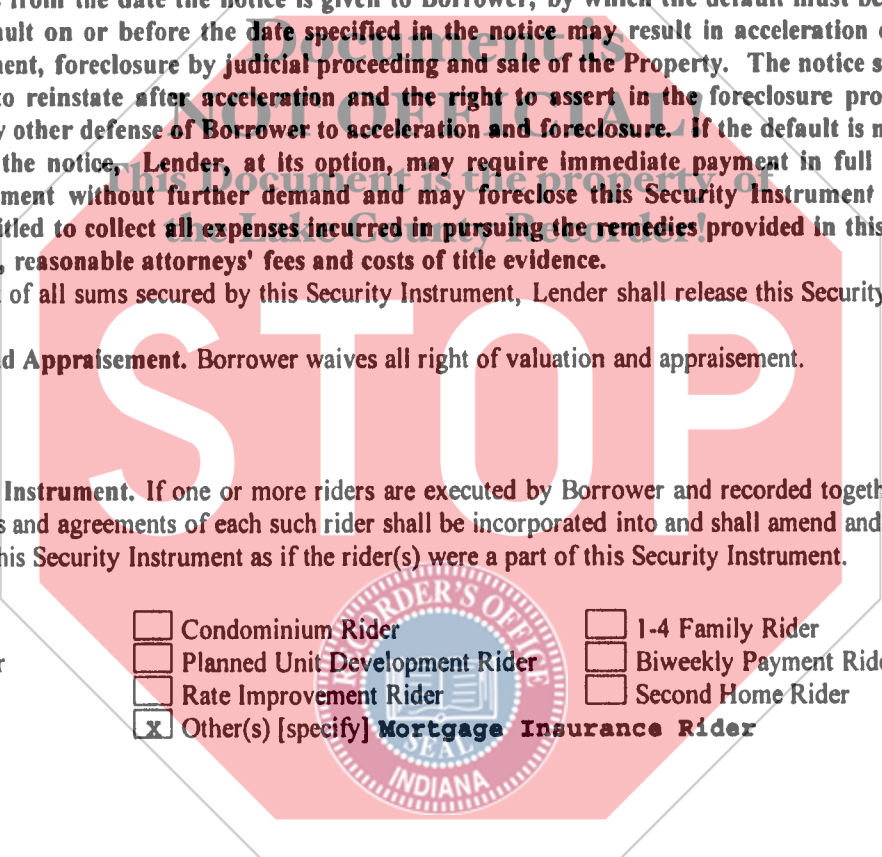 from the date the notice is given to Borrower, by which the default must be
ault on or before the date specified in the notice may result in acceleration
Document is
ent, foreclosure by judicial proceeding and sale of the Property. The notice s
to reinstate after acceleration and the right to assert in the foreclosure pro
NOT OFFICIAL!
y other defense of Borrower to acceleration and foreclosure. If the default is n
the notice, Lender, at its option, may require immediate payment in full
This Document is the property of
ment without further demand and may foreclose this Security Instrument
itled to collect all expenses incurred in pursuing the remedies provided in this
the Lake County Recorder!
, reasonable attorneys' fees and costs of title evidence.
of all sums secured by this Security Instrument, Lender shall release this Security
STOP
d Appraisement. Borrower waives all right of valuation and appraisement.
Instrument. If one or more riders are executed by Borrower and recorded togeth
s and agreements of each such rider shall be incorporated into and shall amend and
his Security Instrument as if the rider(s) were a part of this Security Instrument.
RECORDER'S OFFICE
Condominium Rider 1-4 Family Rider
r Planned Unit Development Rider Biweekly Payment Ride
Rate Improvement Rider Second Home Rider
X Other(s) [specify] Mortgage Insurance Rider
SEAL
INDIANA